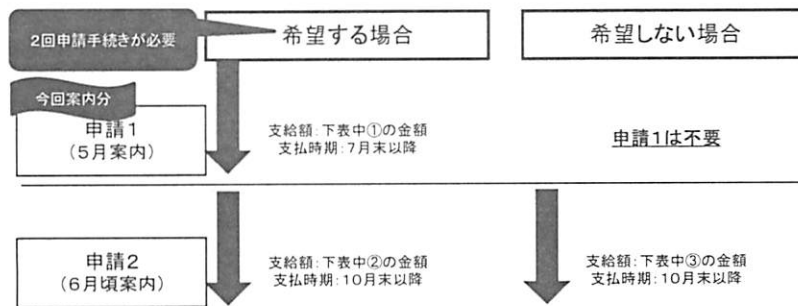 2回申請手続きが必要
希望する場合
希望しない場合
今回案内分
申請1
(5月案内)
支給額:下表中①の金額
支払時期:7月末以降
申請1は不要
申請2
(6月頃案内)
支給額:下表中②の金額
支払時期:10月末以降
支給額:下表中③の金額
支払時期:10月末以降